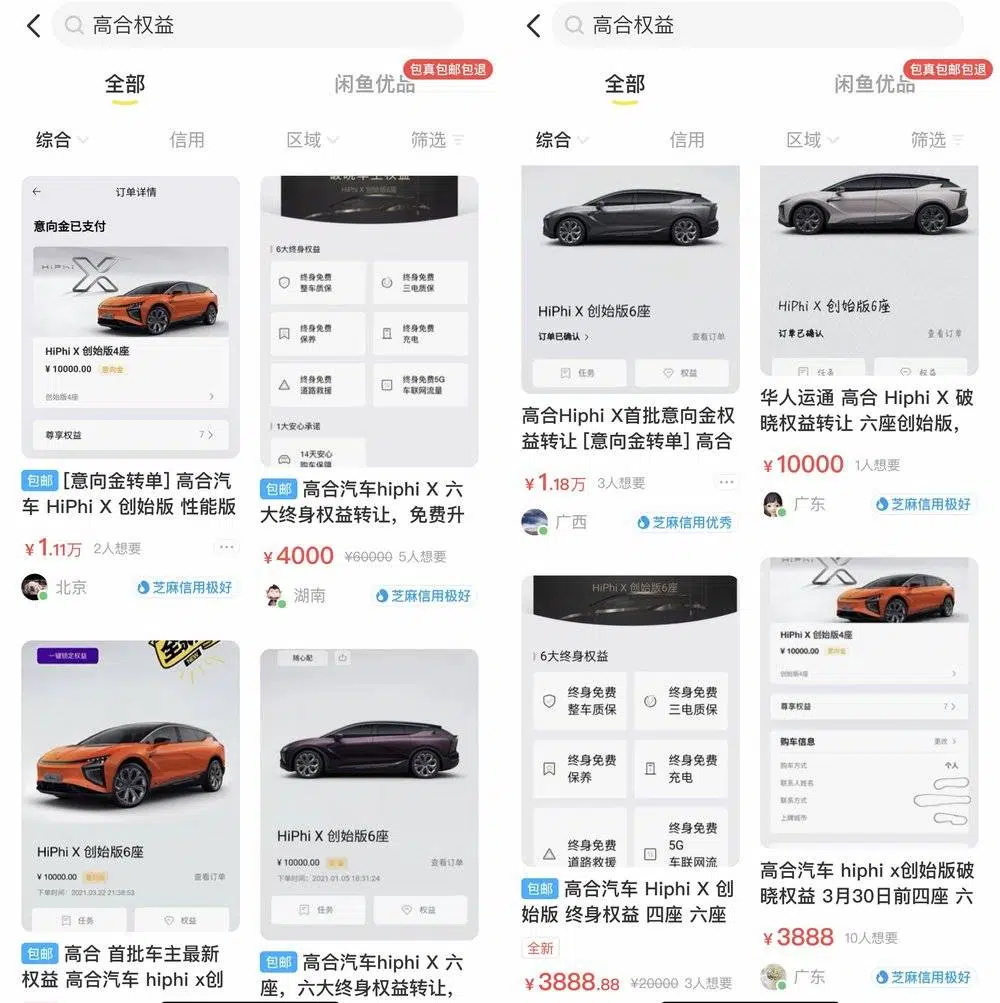 高合权益
全部
闲鱼优品
包真包邮包退
综合
信用
区域
筛选
订单详情
意向金已支付
HiPhi X
HiPhi X 创始版4座
¥ 10000.00 意向金
创始版4座
尊享权益
7
包邮 [意向金转单] 高合汽
车 HiPhi X 创始版 性能版
¥1.11万 2人想要
北京
芝麻信用极好
HiPhi X 创始版6座
6大终身权益
终身免费
整车质保
终身免费
三电质保
终身免费
保养
终身免费
充电
终身免费
道路救援
终身免费5G
车联网流量
1大安心承诺
14天安心
购车保障
包邮 高合汽车hiphi X 六
大终身权益转让，免费升
¥4000 ¥60000 5人想要
湖南
芝麻信用极好
一键锁定权益
HiPhi X 创始版6座
¥ 10000.00 意向金
查看订单
下单时间：2021.03.22 21:38:53
任务
权益
包邮 高合 首批车主最新
权益 高合汽车 hiphi x创
随心配
HiPhi X 创始版6座
¥ 10000.00
查看订单
下单时间：2021.01.05 16:31:24
任务
权益
包邮 高合汽车hiphi X 六
座，六大终身权益转让，
高合权益
全部
闲鱼优品
包真包邮包退
综合
信用
区域
筛选
HiPhi X 创始版6座
订单已确认
查看订单
任务
权益
高合Hiphi X首批意向金权
益转让 [意向金转单] 高合
¥1.18万 3人想要
广西
芝麻信用优秀
HiPhi X 创始版6座
订单已确认
查看订单
任务
权益
华人运通 高合 Hiphi X 破
晓权益转让 六座创始版，
¥10000 1人想要
广东
芝麻信用极好
HiPhi X 创始版6座
6大终身权益
终身免费
整车质保
终身免费
三电质保
终身免费
保养
终身免费
充电
终身免费
道路救援
终身免费
5G
车联网流
包邮 高合汽车 Hiphi X 创
始版 终身权益 四座 六座
全新
¥3888.88 ¥20000 3人想要
HiPhi X 创始版4座
¥ 10000.00 意向金
创始版4座
尊享权益
7
购车信息
更改
购车方式
个人
联系人姓名
联系方式
上牌城市
高合汽车 hiphi x创始版破
晓权益 3月30日前四座 六
¥3888 10人想要
广东
芝麻信用极好